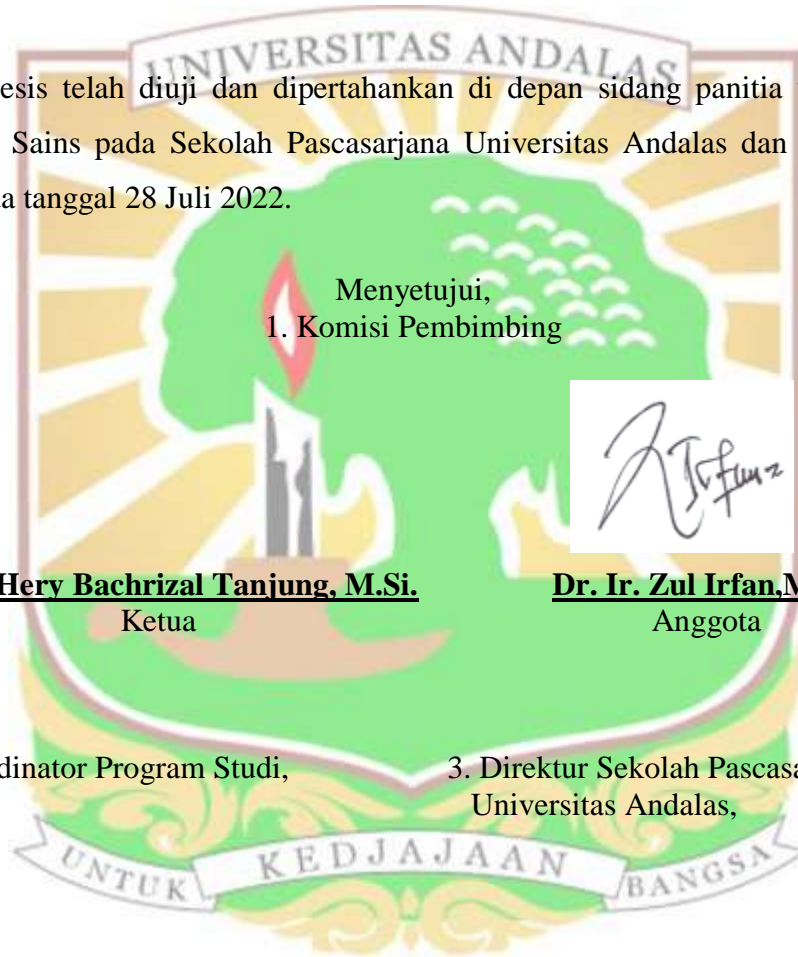 UNIVERSITAS ANDALAS
esis telah diuji dan dipertahankan di depan sidang panitia
Sains pada Sekolah Pascasarjana Universitas Andalas dan
a tanggal 28 Juli 2022.
Menyetujui,
1. Komisi Pembimbing
Irfan
Hery Bachrizal Tanjung, M.Si. Dr. Ir. Zul Irfan,M
Ketua Anggota
dinator Program Studi, 3. Direktur Sekolah Pascasa
Universitas Andalas,
UNTUK KEDJAJAAN BANGSA